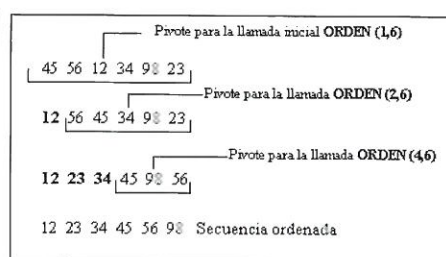 Pivote para la llamada inicial ORDEN (1,6)
45 56 12 34 98 23
Pivote para la llamada ORDEN (2,6)
12 56 45 34 98 23
Pivote para la llamada ORDEN (4,6)
12 23 34 45 98 56
12 23 34 45 56 98 Secuencia ordenada